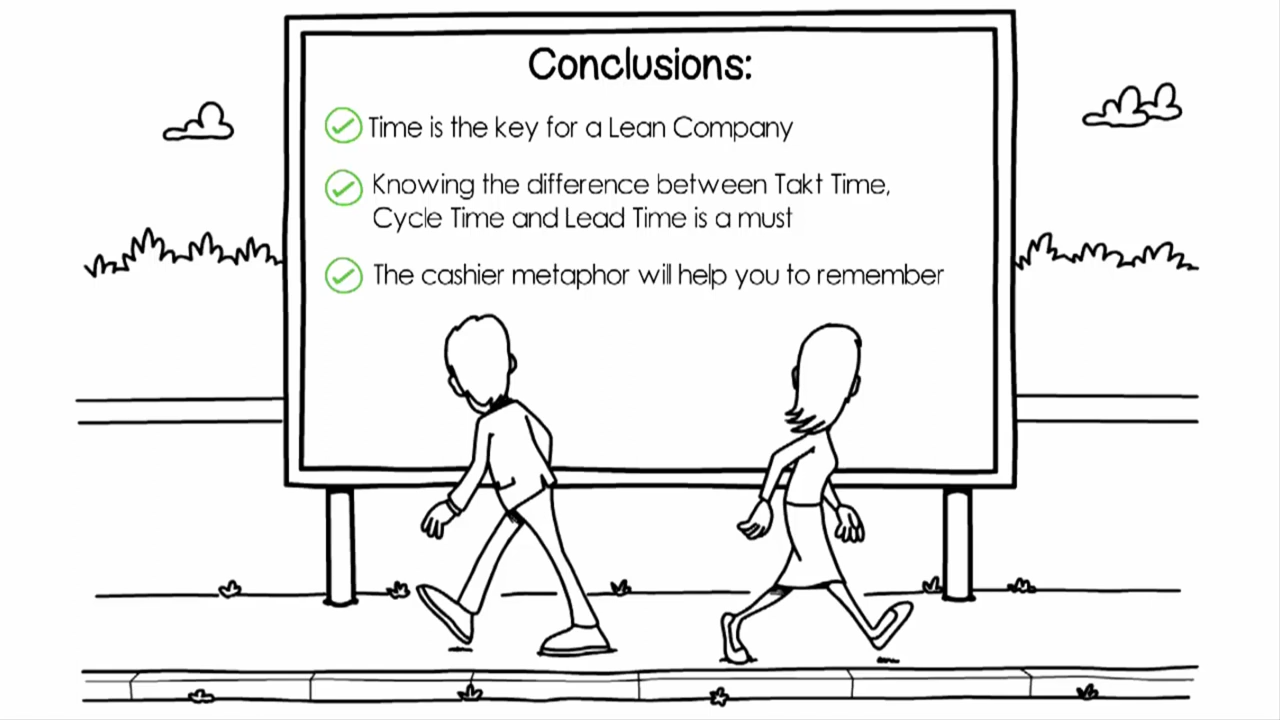 Conclusions:
Time is the key for a Lean Company
Knowing the difference between Takt Time,
Cycle Time and Lead Time is a must
The cashier metaphor will help you to remember